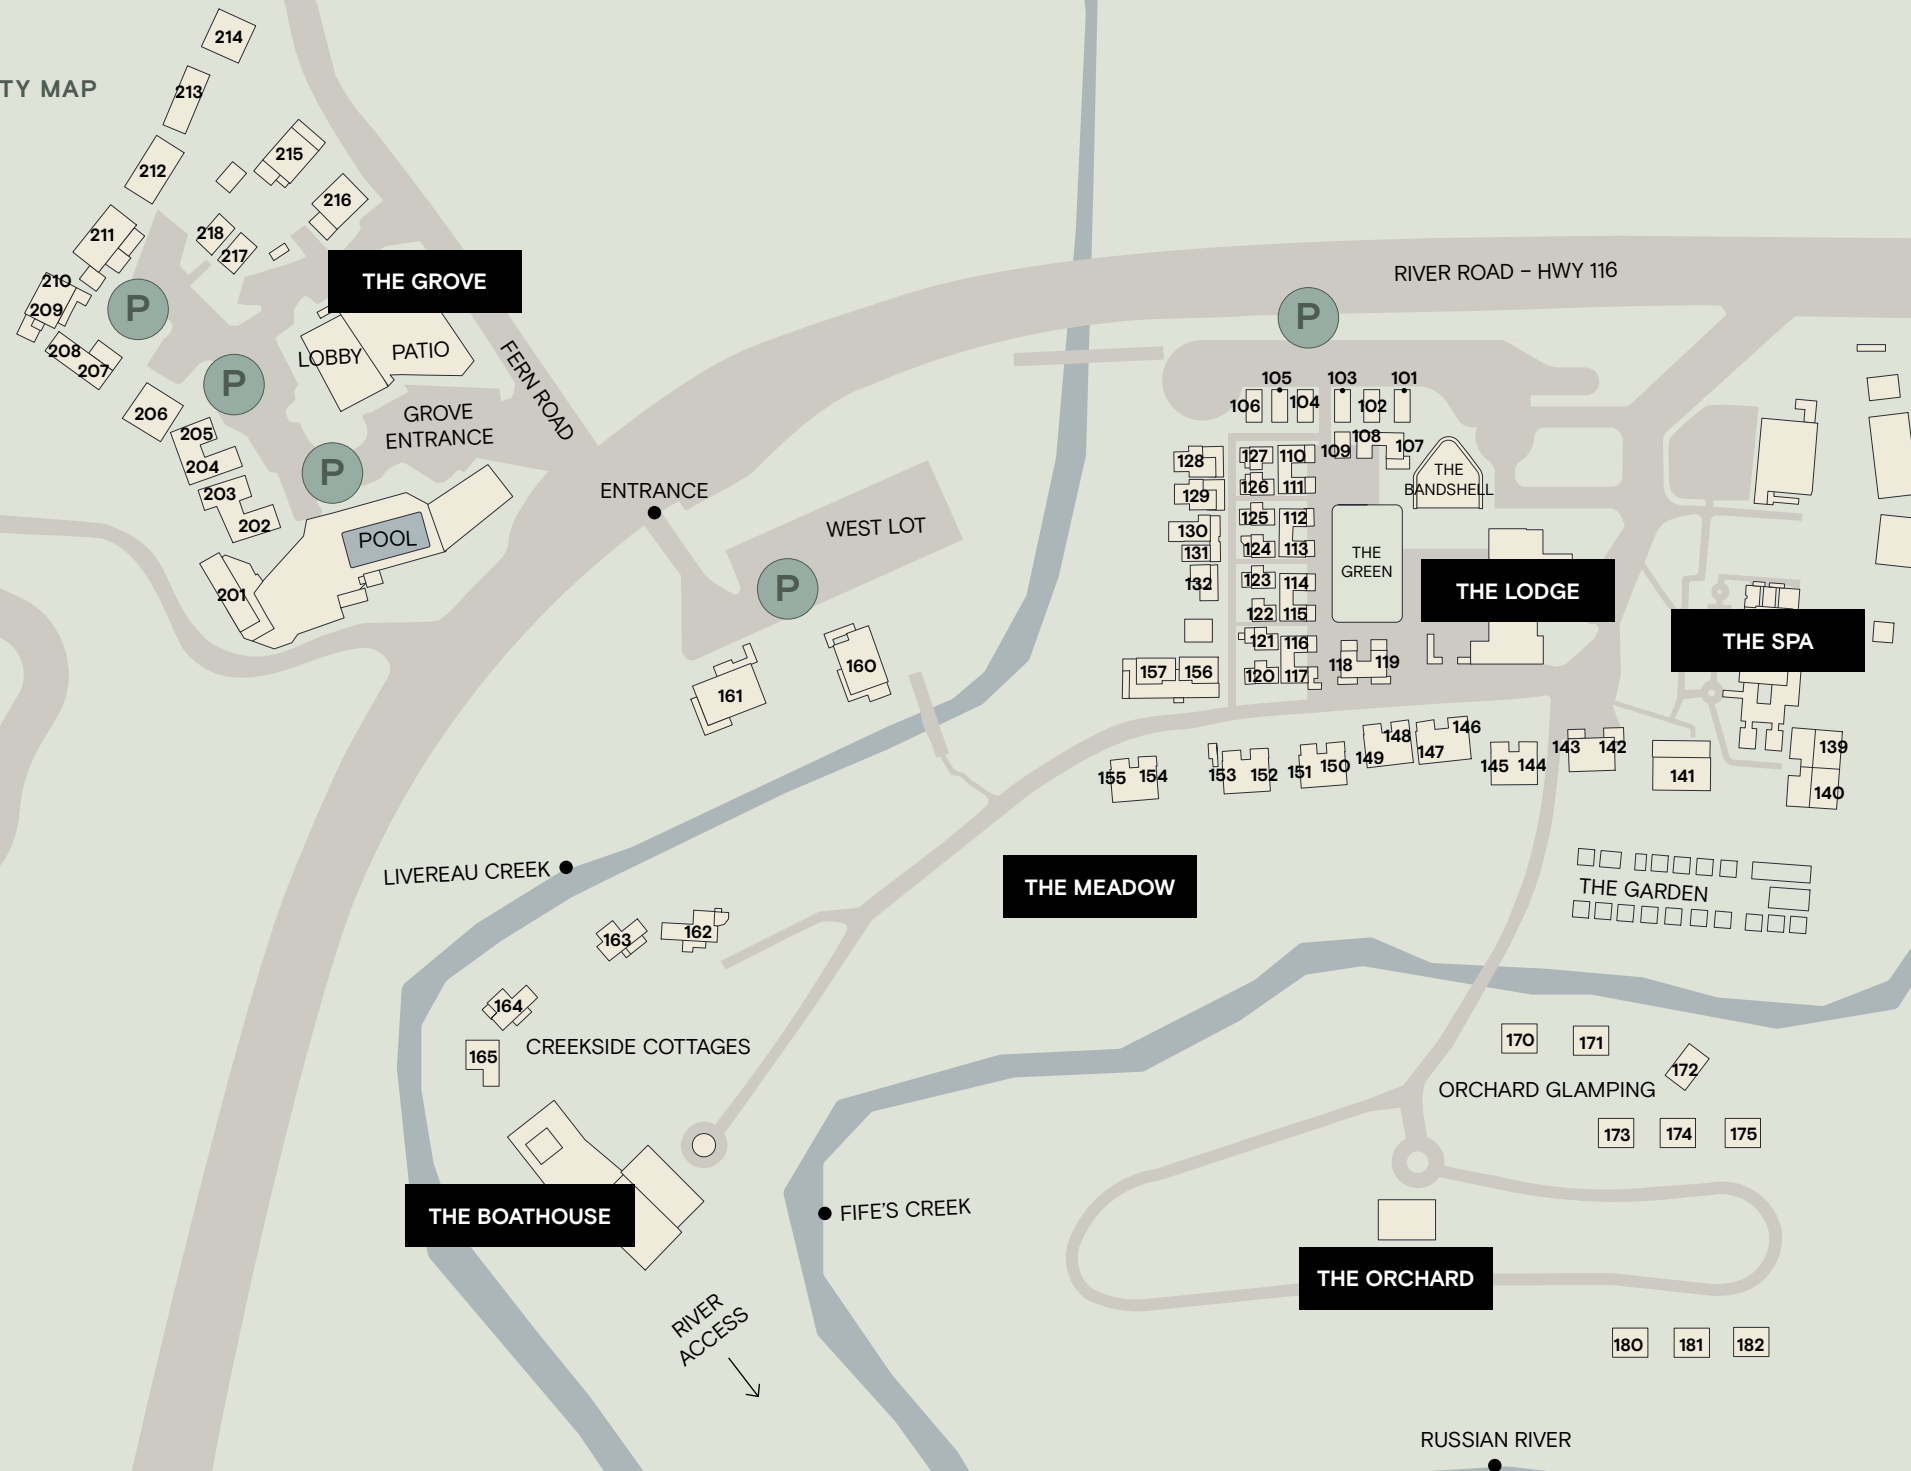 214
TY MAP
213
215
212
216
218
211
217
210
THE GROVE
RIVER ROAD – HWY 116
P
209
P
208
LOBBY
PATIO
207
FERN ROAD
P
105
103
101
206
GROVE
ENTRANCE
106
104
102
205
108
107
109
204
P
128
127
110
THE
BANDSHELL
203
ENTRANCE
129
126
111
202
WEST LOT
125
112
POOL
130
131
124
113
THE
GREEN
201
P
132
123
114
THE LODGE
122
115
121
116
THE SPA
161
160
157
156
120
117
118
119
155
154
153
152
151
150
149
148
147
146
145
144
143
142
141
139
140
LIVEREAU CREEK
THE MEADOW
THE GARDEN
163
162
164
CREEKSIDE COTTAGES
165
170
171
172
ORCHARD GLAMPING
173
174
175
THE BOATHOUSE
FIFE'S CREEK
THE ORCHARD
RIVER
ACCESS
180
181
182
RUSSIAN RIVER